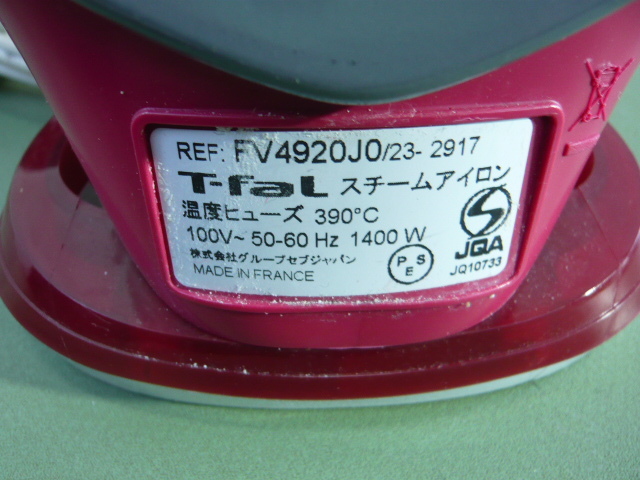 REF: FV4920J0/23- 2917
T-faL スチームアイロン
温度ヒューズ 390°C
100V~ 50-60 Hz 1400 W
株式会社グループセブジャパン
MADE IN FRANCE
P S E
JQA
JQ10733